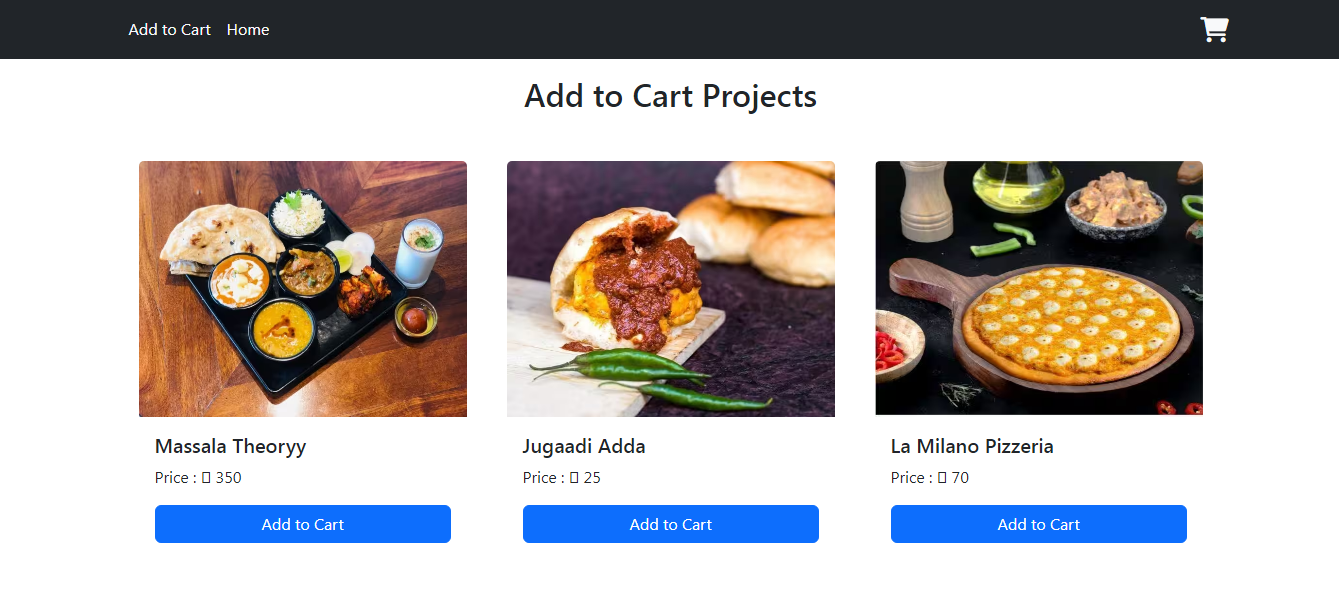 Add to Cart Home
Add to Cart Projects
Massala Theoryy
Price : 350
Add to Cart
Jugaadi Adda
Price : 25
Add to Cart
La Milano Pizzeria
Price : 70
Add to Cart